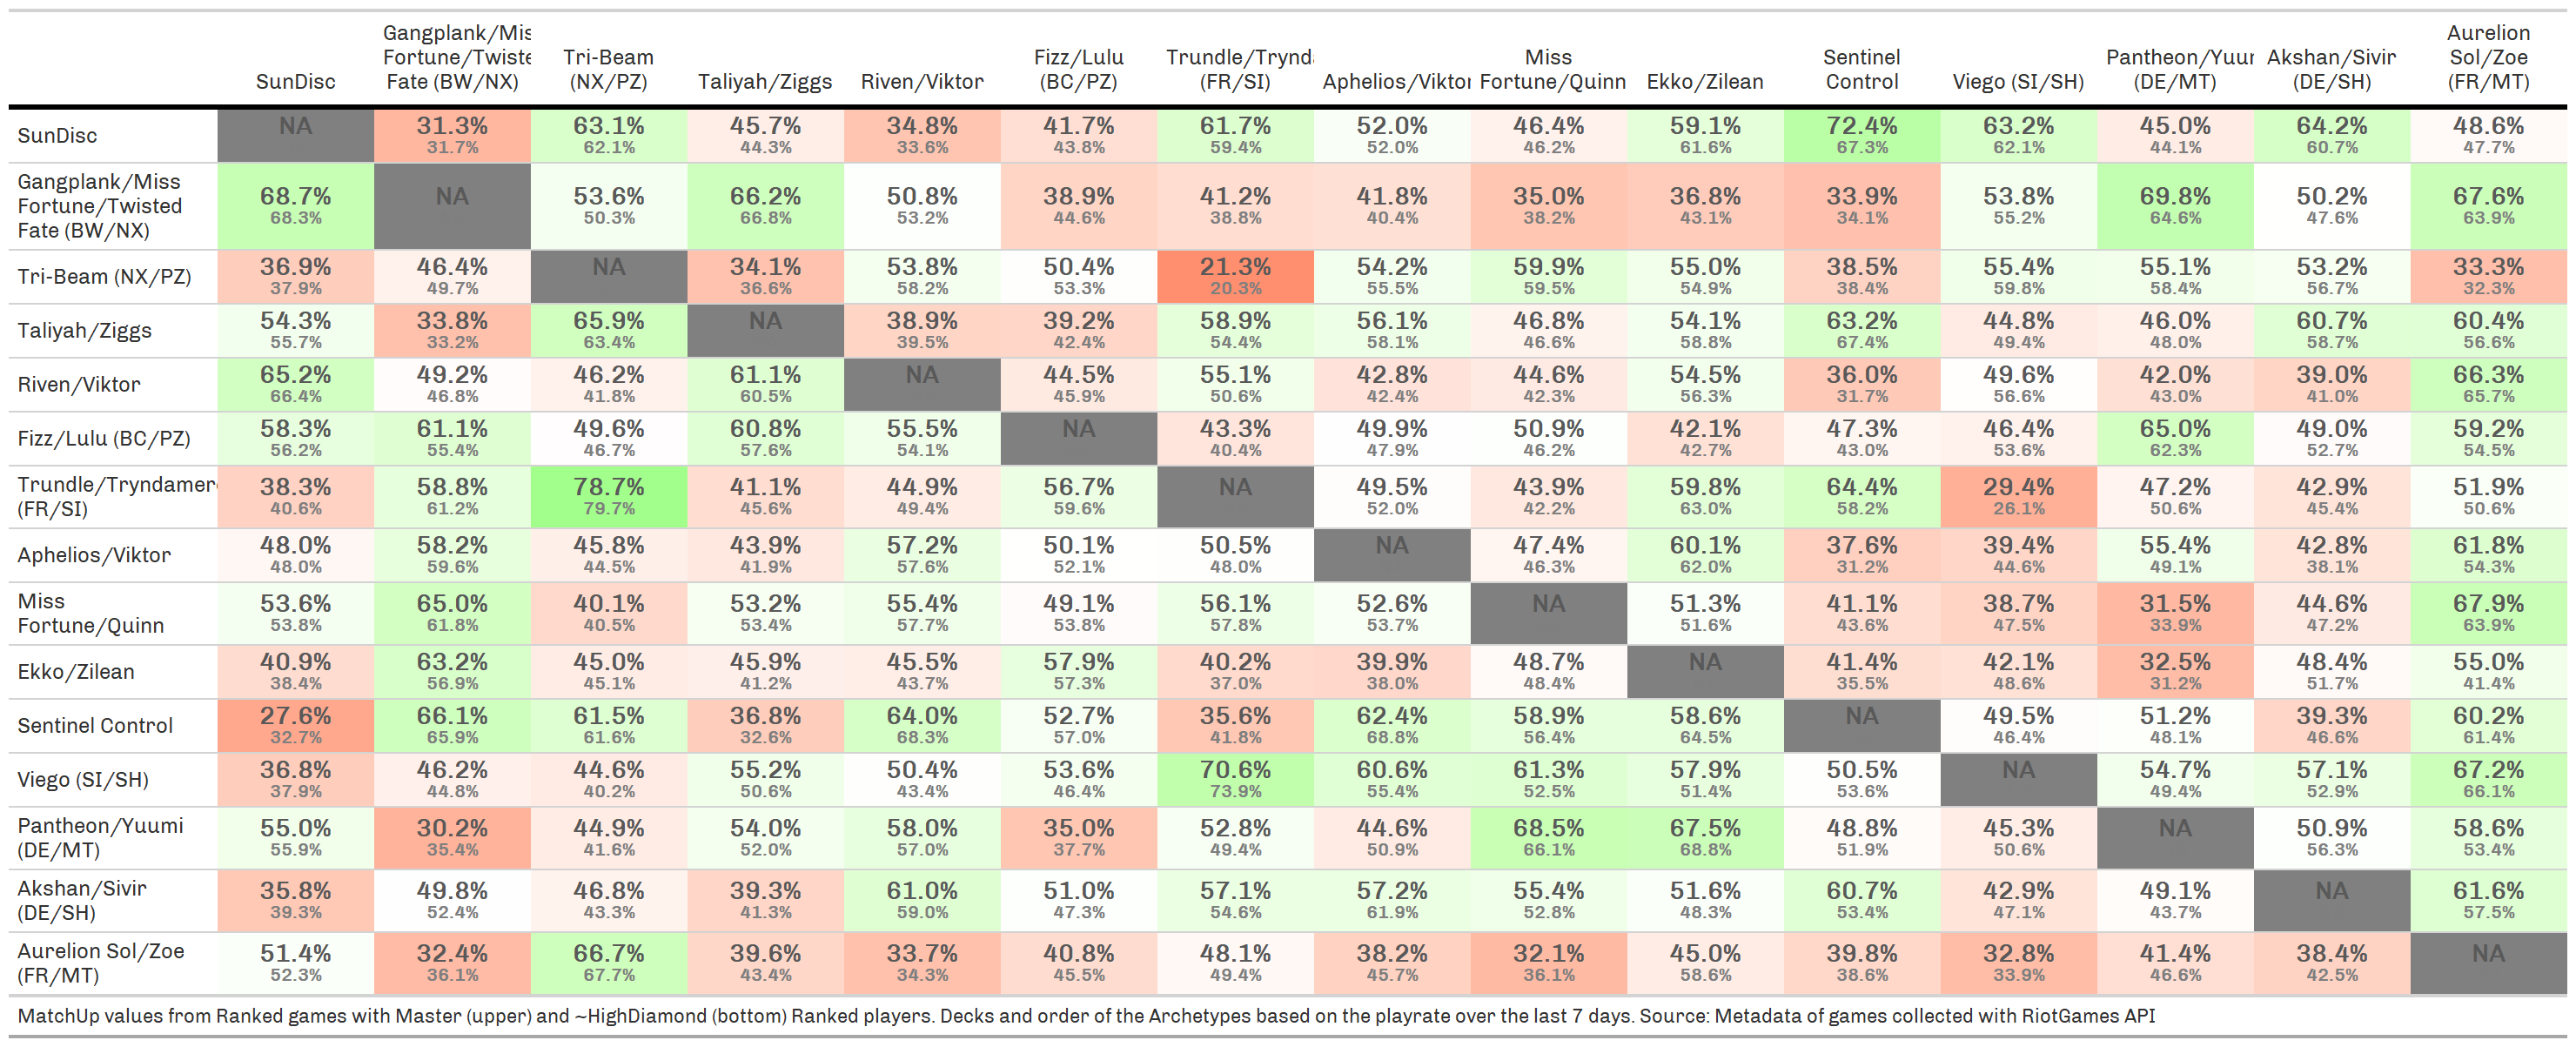 SunDisc Gangplank/Mis Fortune/Twiste Fate (BW/NX) Tri-Beam (NX/PZ) Taliyah/Ziggs Riven/Viktor Fizz/Lulu (BC/PZ) Trundle/Trynda (FR/SI) Aphelios/Viktor Miss Fortune/Quinn Ekko/Zilean Sentinel Control Viego (SI/SH) Pantheon/Yuum (DE/MT) Akshan/Sivir (DE/SH) Aurelion Sol/Zoe (FR/MT)
SunDisc NA 31.3% 63.1% 45.7% 34.8% 41.7% 61.7% 52.0% 46.4% 59.1% 72.4% 63.2% 45.0% 64.2% 48.6%
31.7% 62.1% 44.3% 33.6% 43.8% 59.4% 52.0% 46.2% 61.6% 67.3% 62.1% 44.1% 60.7% 47.7%
Gangplank/Miss Fortune/Twisted Fate (BW/NX) 68.7% NA 53.6% 66.2% 50.8% 38.9% 41.2% 41.8% 35.0% 36.8% 33.9% 53.8% 69.8% 50.2% 67.6%
68.3% 50.3% 66.8% 53.2% 44.6% 38.8% 40.4% 38.2% 43.1% 34.1% 55.2% 64.6% 47.6% 63.9%
Tri-Beam (NX/PZ) 36.9% 46.4% NA 34.1% 53.8% 50.4% 21.3% 54.2% 59.9% 55.0% 38.5% 55.4% 55.1% 53.2% 33.3%
37.9% 49.7% 36.6% 58.2% 53.3% 20.3% 55.5% 59.5% 54.9% 38.4% 59.8% 58.4% 56.7% 32.3%
Taliyah/Ziggs 54.3% 33.8% 65.9% NA 38.9% 39.2% 58.9% 56.1% 46.8% 54.1% 63.2% 44.8% 46.0% 60.7% 60.4%
55.7% 33.2% 63.4% 39.5% 42.4% 54.4% 58.1% 46.6% 58.8% 67.4% 49.4% 48.0% 58.7% 56.6%
Riven/Viktor 65.2% 49.2% 46.2% 61.1% NA 44.5% 55.1% 42.8% 44.6% 54.5% 36.0% 49.6% 42.0% 39.0% 66.3%
66.4% 46.8% 41.8% 60.5% 45.9% 50.6% 42.4% 42.3% 56.3% 31.7% 56.6% 43.0% 41.0% 65.7%
Fizz/Lulu (BC/PZ) 58.3% 61.1% 49.6% 60.8% 55.5% NA 43.3% 49.9% 50.9% 42.1% 47.3% 46.4% 65.0% 49.0% 59.2%
56.2% 55.4% 46.7% 57.6% 54.1% 40.4% 47.9% 46.2% 42.7% 43.0% 53.6% 62.3% 52.7% 54.5%
Trundle/Tryndamer (FR/SI) 38.3% 58.8% 78.7% 41.1% 44.9% 56.7% NA 49.5% 43.9% 59.8% 64.4% 29.4% 47.2% 42.9% 51.9%
40.6% 61.2% 79.7% 45.6% 49.4% 59.6% 52.0% 42.2% 63.0% 58.2% 26.1% 50.6% 45.4% 50.6%
Aphelios/Viktor 48.0% 58.2% 45.8% 43.9% 57.2% 50.1% 50.5% NA 47.4% 60.1% 37.6% 39.4% 55.4% 42.8% 61.8%
48.0% 59.6% 44.5% 41.9% 57.6% 52.1% 48.0% 46.3% 62.0% 31.2% 44.6% 49.1% 38.1% 54.3%
Miss Fortune/Quinn 53.6% 65.0% 40.1% 53.2% 55.4% 49.1% 56.1% 52.6% NA 51.3% 41.1% 38.7% 31.5% 44.6% 67.9%
53.8% 61.8% 40.5% 53.4% 57.7% 53.8% 57.8% 53.7% 51.6% 43.6% 47.5% 33.9% 47.2% 63.9%
Ekko/Zilean 40.9% 63.2% 45.0% 45.9% 45.5% 57.9% 40.2% 39.9% 48.7% NA 41.4% 42.1% 32.5% 48.4% 55.0%
38.4% 56.9% 45.1% 41.2% 43.7% 57.3% 37.0% 38.0% 48.4% 35.5% 48.6% 31.2% 51.7% 41.4%
Sentinel Control 27.6% 66.1% 61.5% 36.8% 64.0% 52.7% 35.6% 62.4% 58.9% 58.6% NA 49.5% 51.2% 39.3% 60.2%
32.7% 65.9% 61.6% 32.6% 68.3% 57.0% 41.8% 68.8% 56.4% 64.5% 46.4% 48.1% 46.6% 61.4%
Viego (SI/SH) 36.8% 46.2% 44.6% 55.2% 50.4% 53.6% 70.6% 60.6% 61.3% 57.9% 50.5% NA 54.7% 57.1% 67.2%
37.9% 44.8% 40.2% 50.6% 43.4% 46.4% 73.9% 55.4% 52.5% 51.4% 53.6% 49.4% 52.9% 66.1%
Pantheon/Yuumi (DE/MT) 55.0% 30.2% 44.9% 54.0% 58.0% 35.0% 52.8% 44.6% 68.5% 67.5% 48.8% 45.3% NA 50.9% 58.6%
55.9% 35.4% 41.6% 52.0% 57.0% 37.7% 49.4% 50.9% 66.1% 68.8% 51.9% 50.6% 56.3% 53.4%
Akshan/Sivir (DE/SH) 35.8% 49.8% 46.8% 39.3% 61.0% 51.0% 57.1% 57.2% 55.4% 51.6% 60.7% 42.9% 49.1% NA 61.6%
39.3% 52.4% 43.3% 41.3% 59.0% 47.3% 54.6% 61.9% 52.8% 48.3% 53.4% 47.1% 43.7% 57.5%
Aurelion Sol/Zoe (FR/MT) 51.4% 32.4% 66.7% 39.6% 33.7% 40.8% 48.1% 38.2% 32.1% 45.0% 39.8% 32.8% 41.4% 38.4% NA
52.3% 36.1% 67.7% 43.4% 34.3% 45.5% 49.4% 45.7% 36.1% 58.6% 38.6% 33.9% 46.6% 42.5%
MatchUp values from Ranked games with Master (upper) and ~HighDiamond (bottom) Ranked players. Decks and order of the Archetypes based on the playrate over the last 7 days. Source: Metadata of games collected with RiotGames API